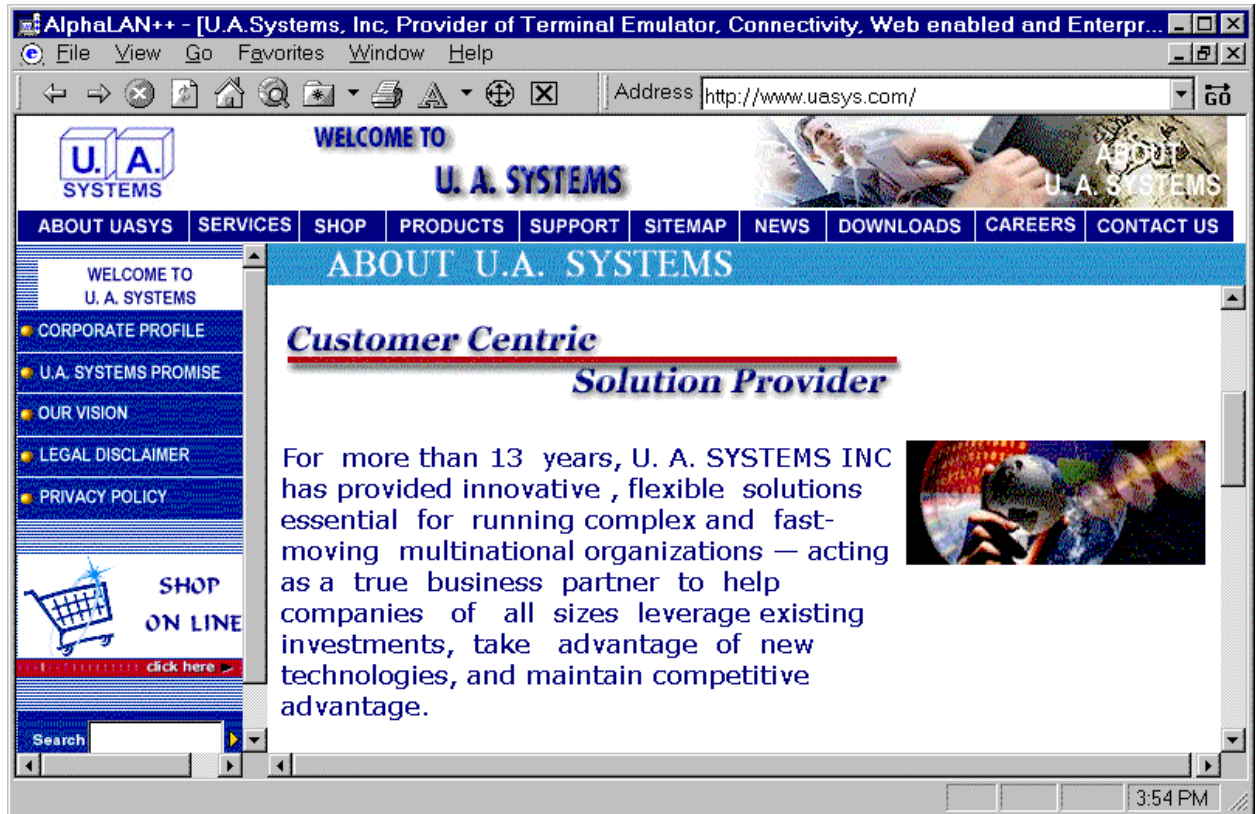 AlphaLAN++ - [U.A.Systems, Inc, Provider of Terminal Emulator, Connectivity, Web enabled and Enterpr...
File View Go Favorites Window Help
Address http://www.uasys.com/ GO
U. A.
SYSTEMS
WELCOME TO
U. A. SYSTEMS
ABOUT
U. A. SYSTEMS
ABOUT UASYS SERVICES SHOP PRODUCTS SUPPORT SITEMAP NEWS DOWNLOADS CAREERS CONTACT US
WELCOME TO
U. A. SYSTEMS
CORPORATE PROFILE
U.A. SYSTEMS PROMISE
OUR VISION
LEGAL DISCLAIMER
PRIVACY POLICY
SHOP
ON LINE
click here
Search
ABOUT U.A. SYSTEMS
Customer Centric
Solution Provider
For more than 13 years, U. A. SYSTEMS INC
has provided innovative , flexible solutions
essential for running complex and fast-
moving multinational organizations — acting
as a true business partner to help
companies of all sizes leverage existing
investments, take advantage of new
technologies, and maintain competitive
advantage.
3:54 PM